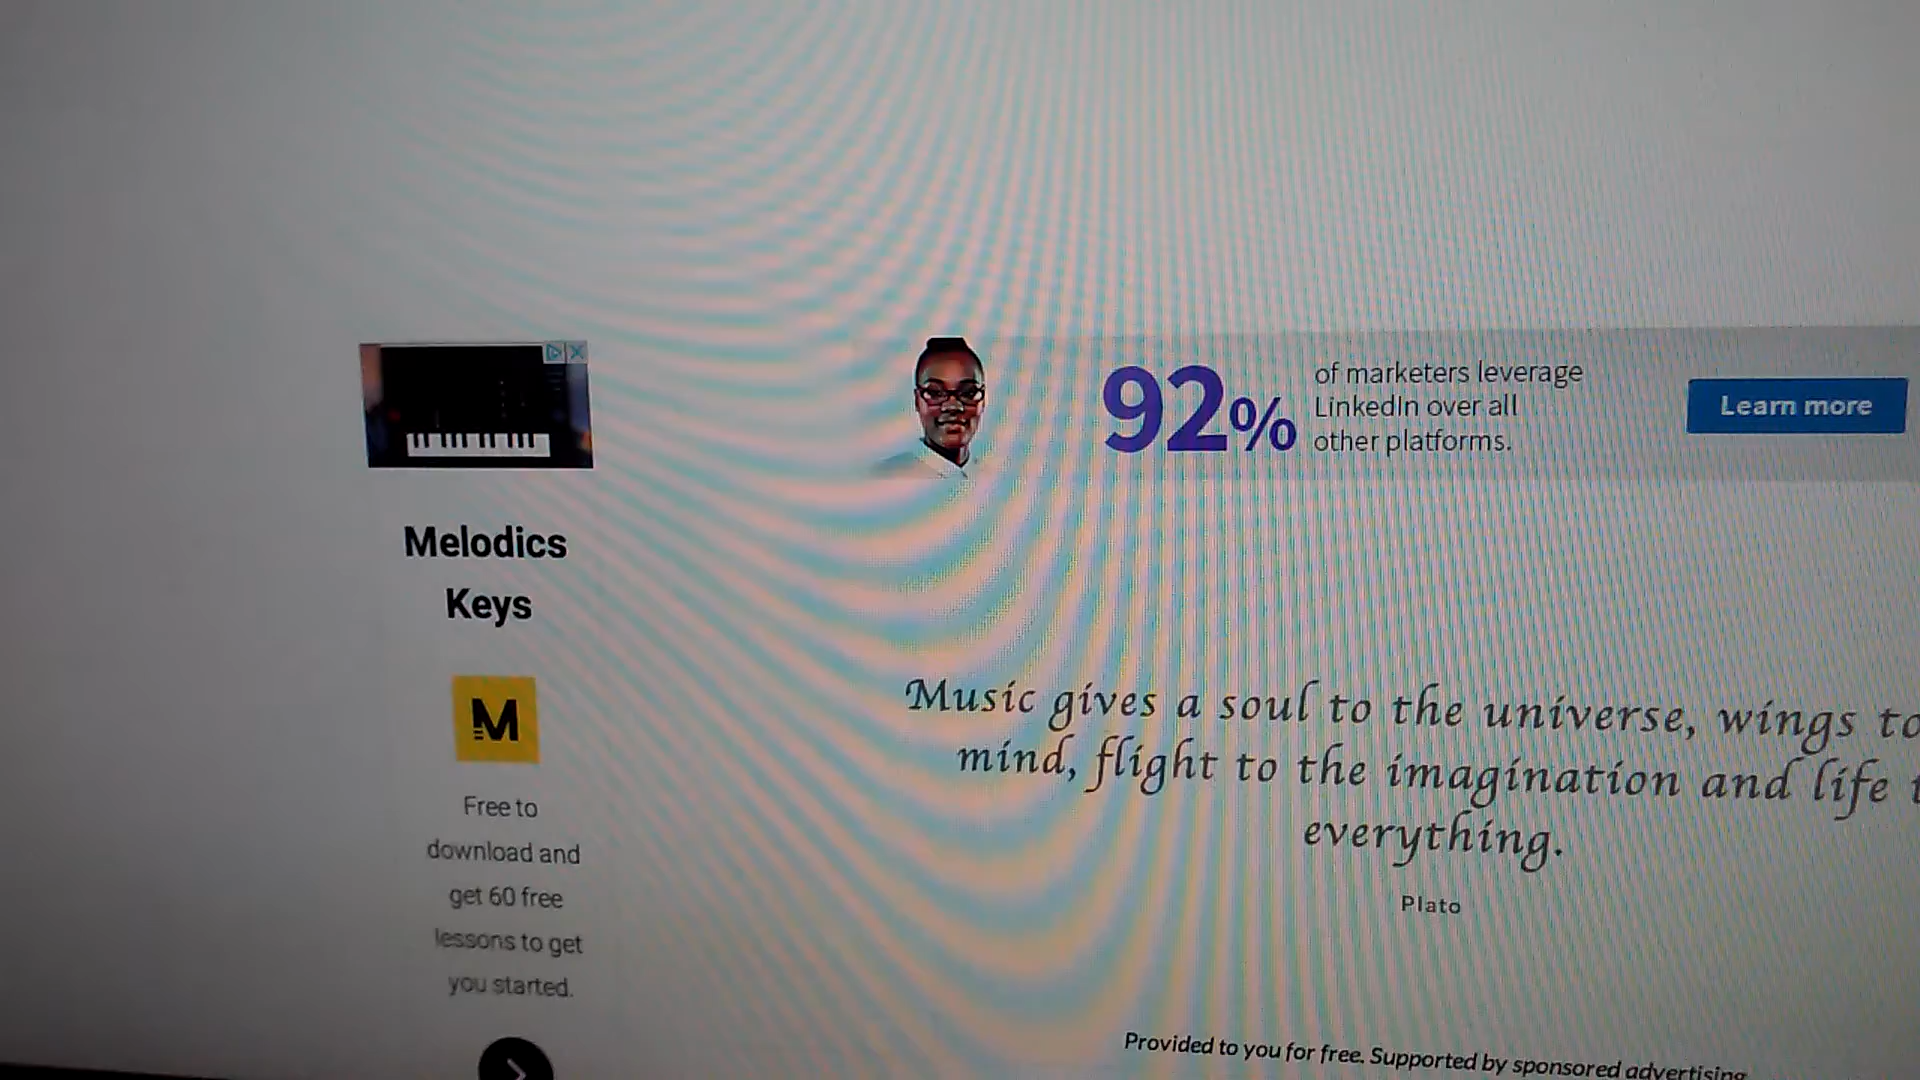 Melodics
Keys
M
Free to
download and
get 60 free
lessons to get
you started.
92%
of marketers leverage
LinkedIn over all
other platforms.
Learn more
Music gives a soul to the universe, wings to
mind, flight to the imagination and life
everything.
Plato
Provided to you for free. Supported by sponsored advertising